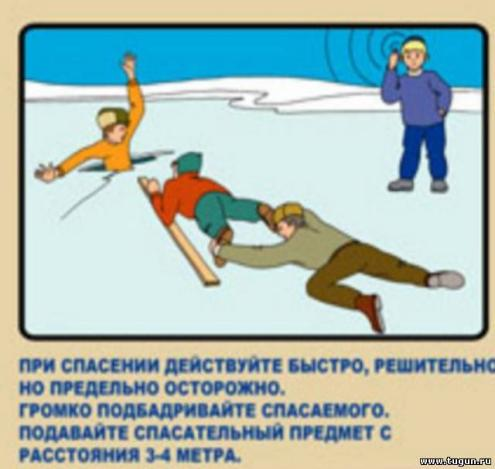 ПРИ СПАСЕНИИ ДЕЙСТВУЙТЕ БЫСТРО, РЕШИТЕЛЬНО
НО ПРЕДЕЛЬНО ОСТОРОЖНО.
ГРОМКО ПОДБАДРИВАЙТЕ СПАСАЕМОГО.
ПОДАВАЙТЕ СПАСАТЕЛЬНЫЙ ПРЕДМЕТ С
РАССТОЯНИЯ 3-4 МЕТРА.
www.tugun.ru